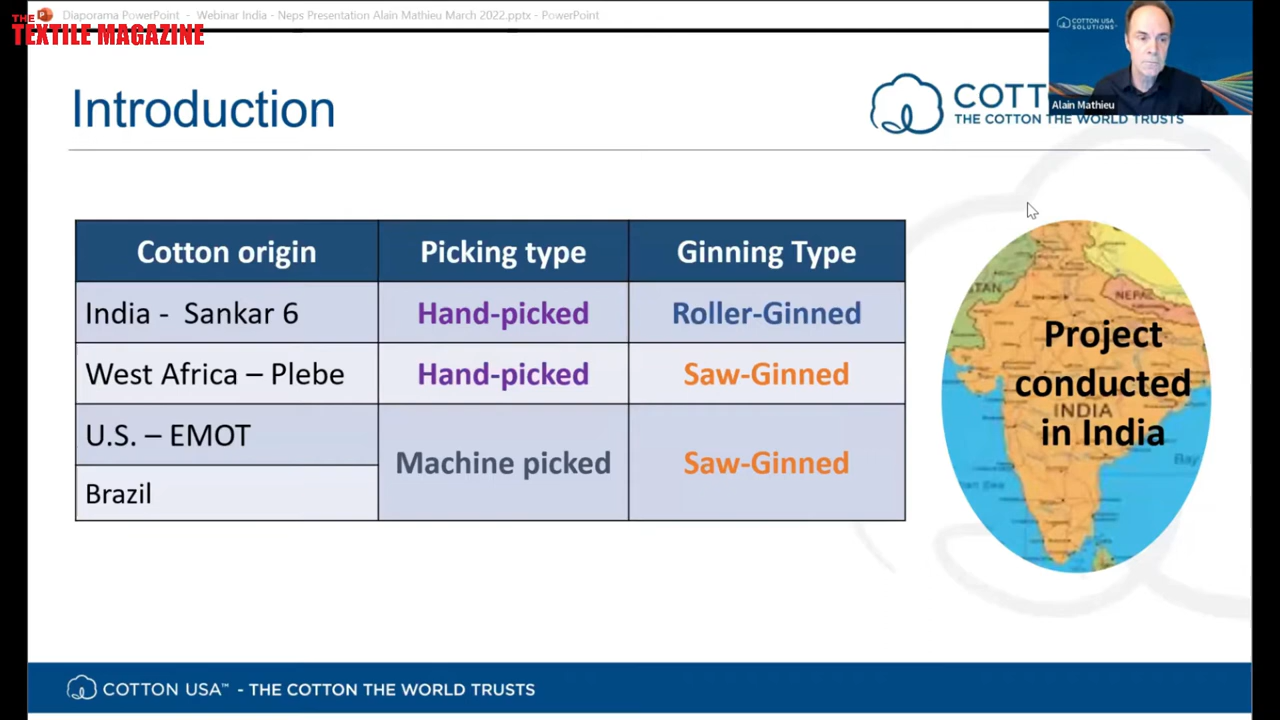 Diaporama PowerPoint - Webinar India - Neps Presentation Alain Mathieu March 2022.pptx - PowerPoint
THE
TEXTILE MAGAZINE
COTTON USA
SOLUTIONS™
Alain Mathieu
Introduction
THE COTTON THE WORLD TRUSTS
Cotton origin Picking type Ginning Type
India - Sankar 6 Hand-picked Roller-Ginned
West Africa – Plebe Hand-picked Saw-Ginned
U.S. – EMOT
Machine picked Saw-Ginned
Brazil
NEPAL
Project
conducted
INDIA
in India
Bay
COTTON USA™ - THE COTTON THE WORLD TRUSTS